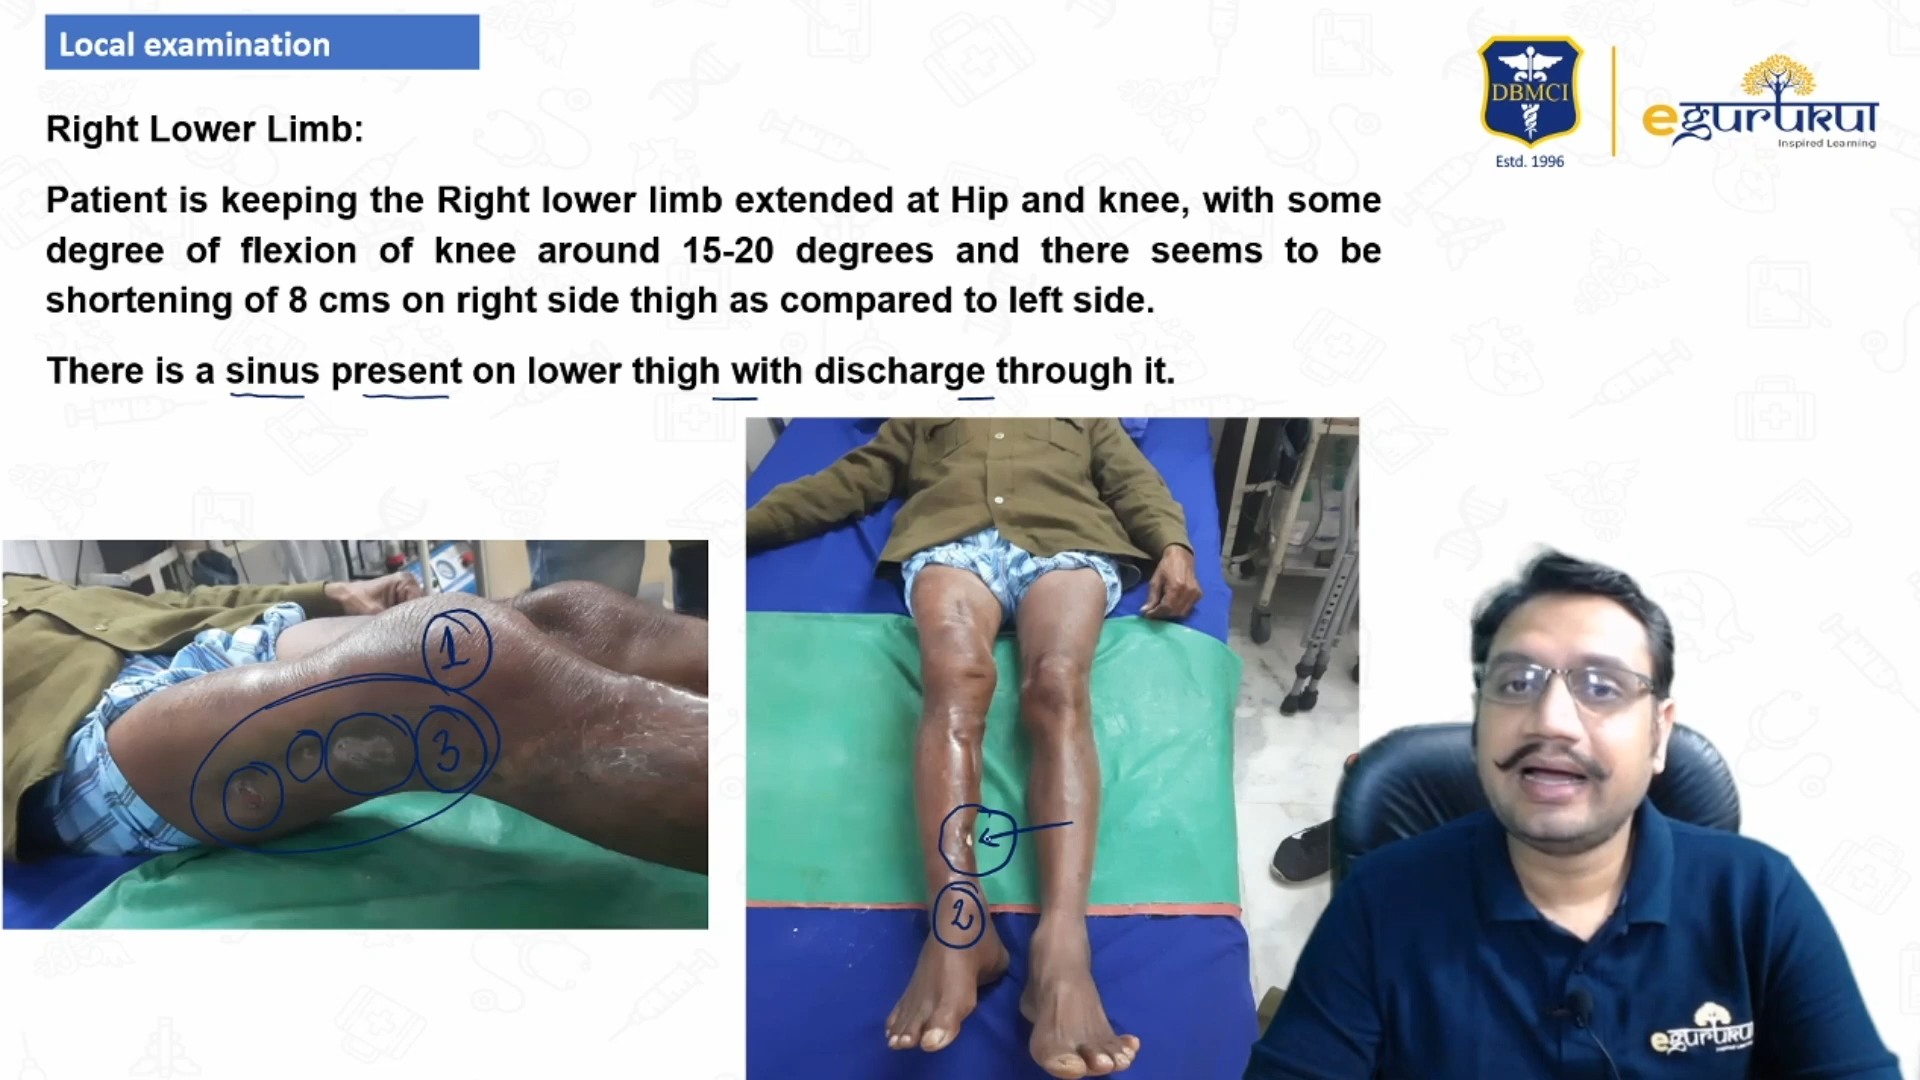 Local examination
DBMCI
Estd. 1996
egurukul
Inspired Learning
Right Lower Limb:
Patient is keeping the Right lower limb extended at Hip and knee, with some
degree of flexion of knee around 15-20 degrees and there seems to be
shortening of 8 cms on right side thigh as compared to left side.
There is a sinus present on lower thigh with discharge through it.
1
3
2
egurukul